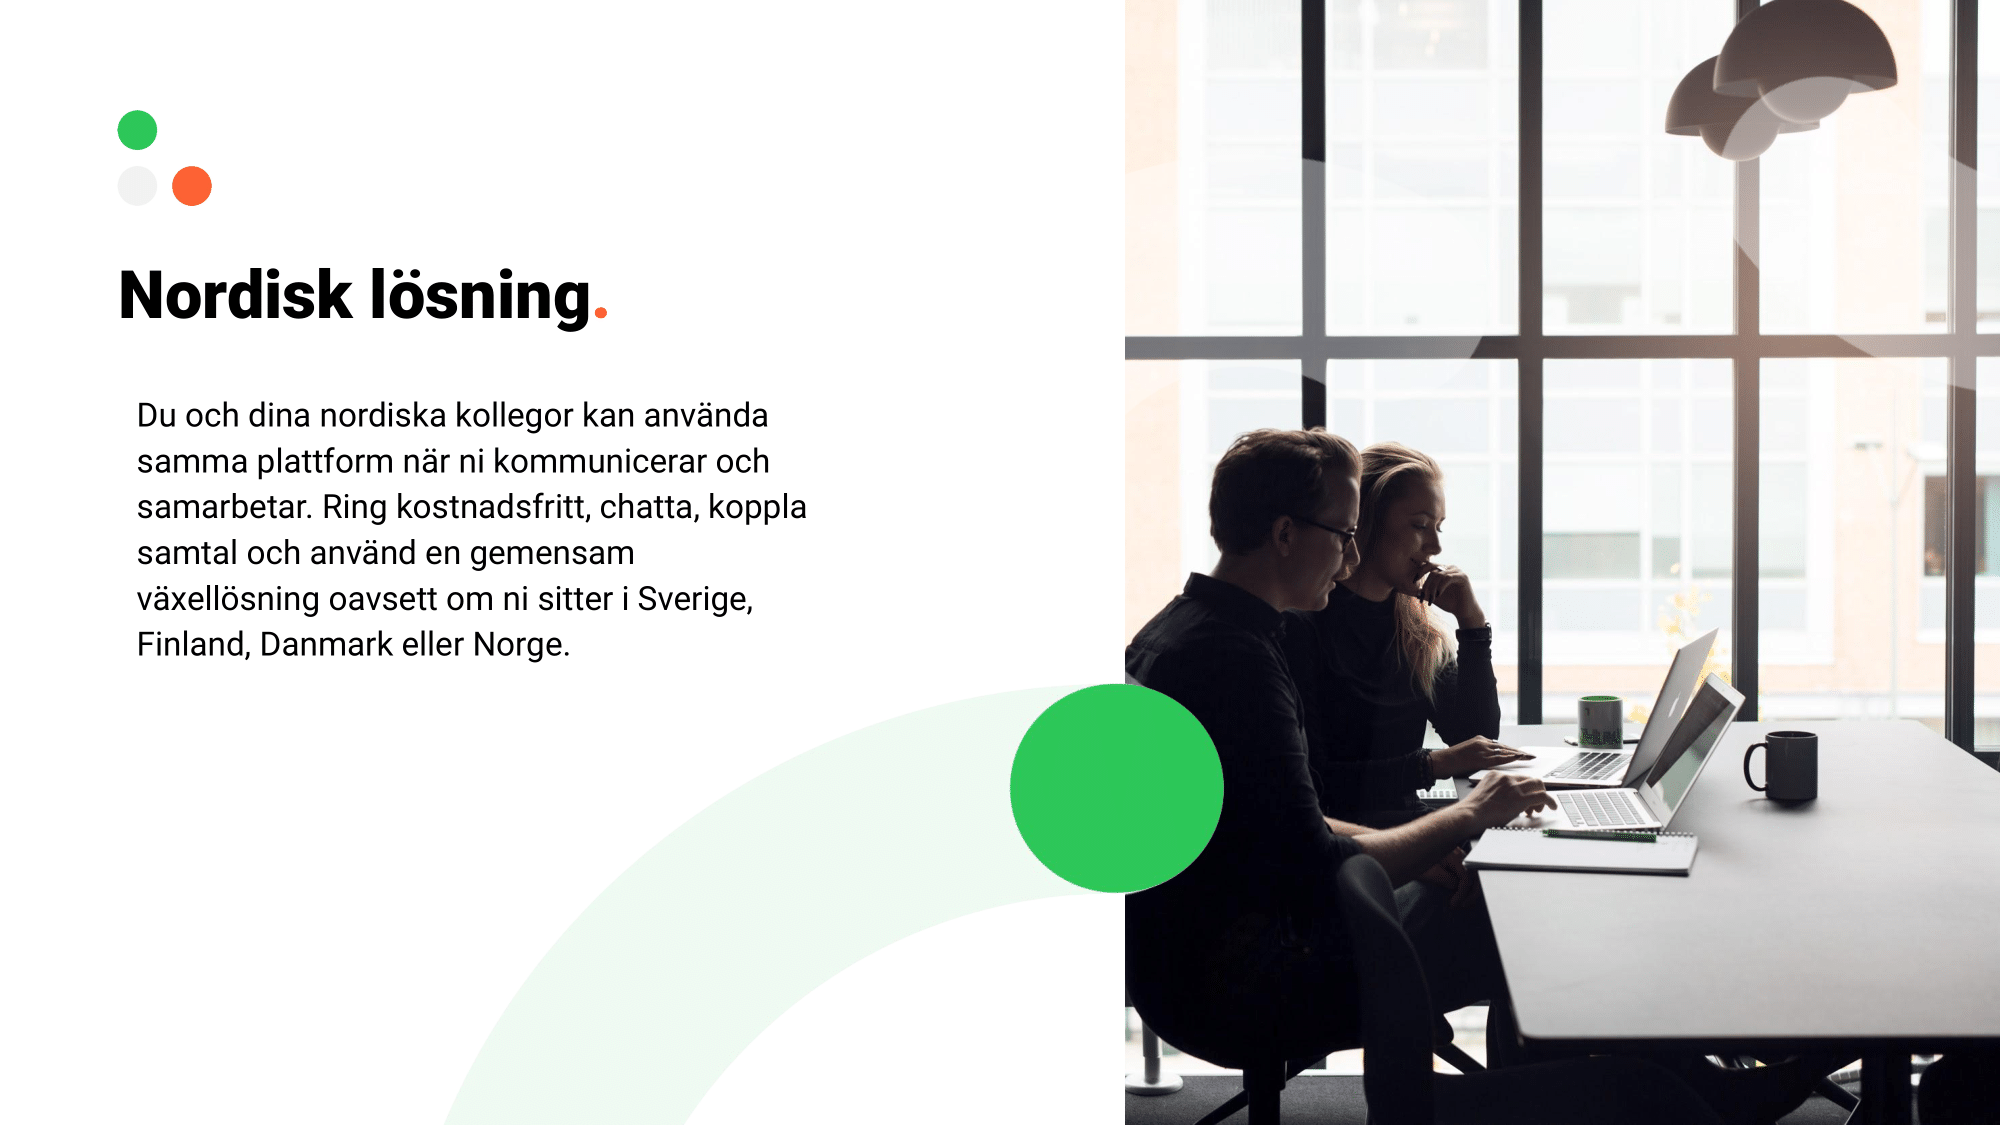 Nordisk lösning.
Du och dina nordiska kollegor kan använda
samma plattform när ni kommunicerar och
samarbetar. Ring kostnadsfritt, chatta, koppla
samtal och använd en gemensam
växellösning oavsett om ni sitter i Sverige,
Finland, Danmark eller Norge.